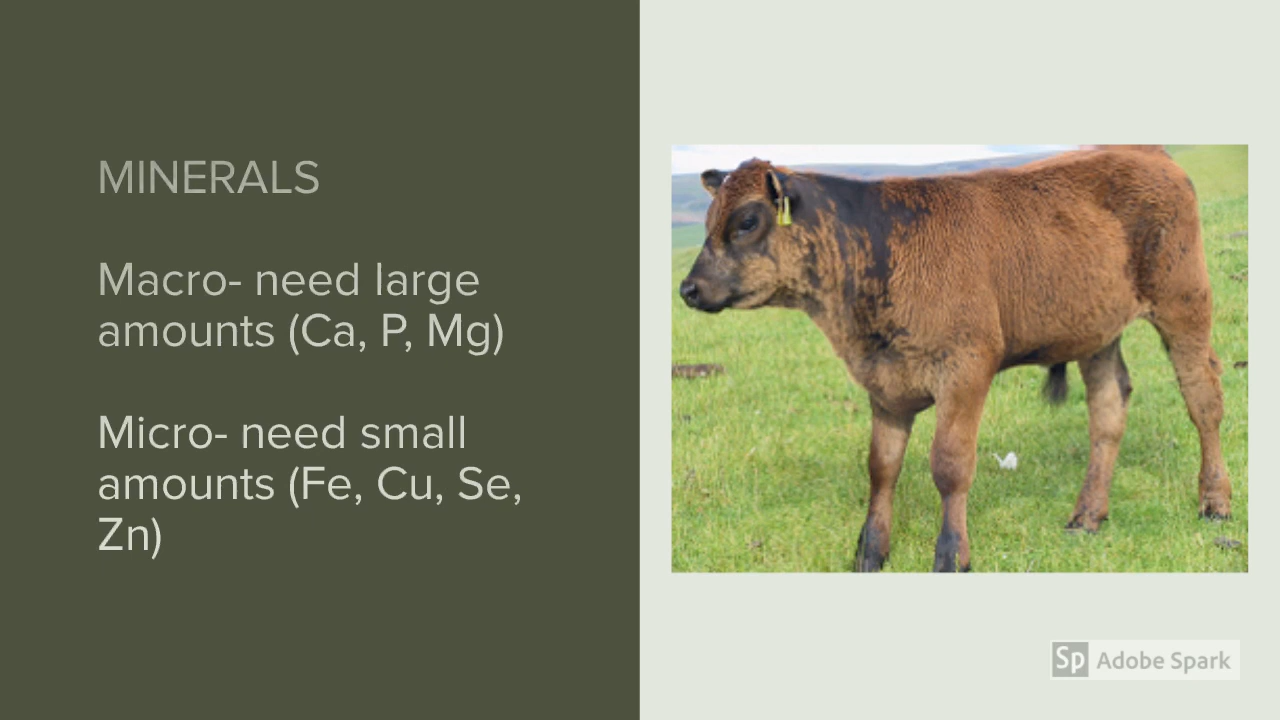 MINERALS
Macro- need large
amounts (Ca, P, Mg)
Micro- need small
amounts (Fe, Cu, Se,
Zn)
Sp Adobe Spark